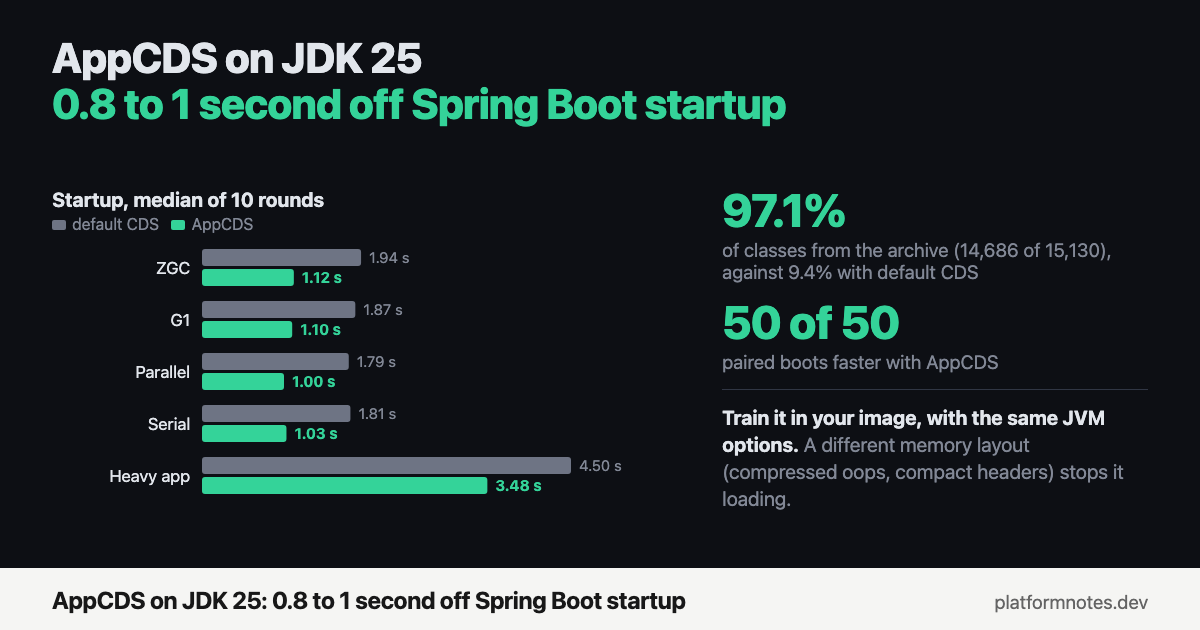 AppCDS on JDK 25
0.8 to 1 second off Spring Boot startup
Startup, median of 10 rounds
default CDS AppCDS
ZGC 1.94 s
1.12 s
G1 1.87 s
1.10 s
Parallel 1.79 s
1.00 s
Serial 1.81 s
1.03 s
Heavy app 4.50 s
3.48 s
97.1%
of classes from the archive (14,686 of 15,130),
against 9.4% with default CDS
50 of 50
paired boots faster with AppCDS
Train it in your image, with the same JVM
options. A different memory layout
(compressed oops, compact headers) stops it
loading.
AppCDS on JDK 25: 0.8 to 1 second off Spring Boot startup
platformnotes.dev